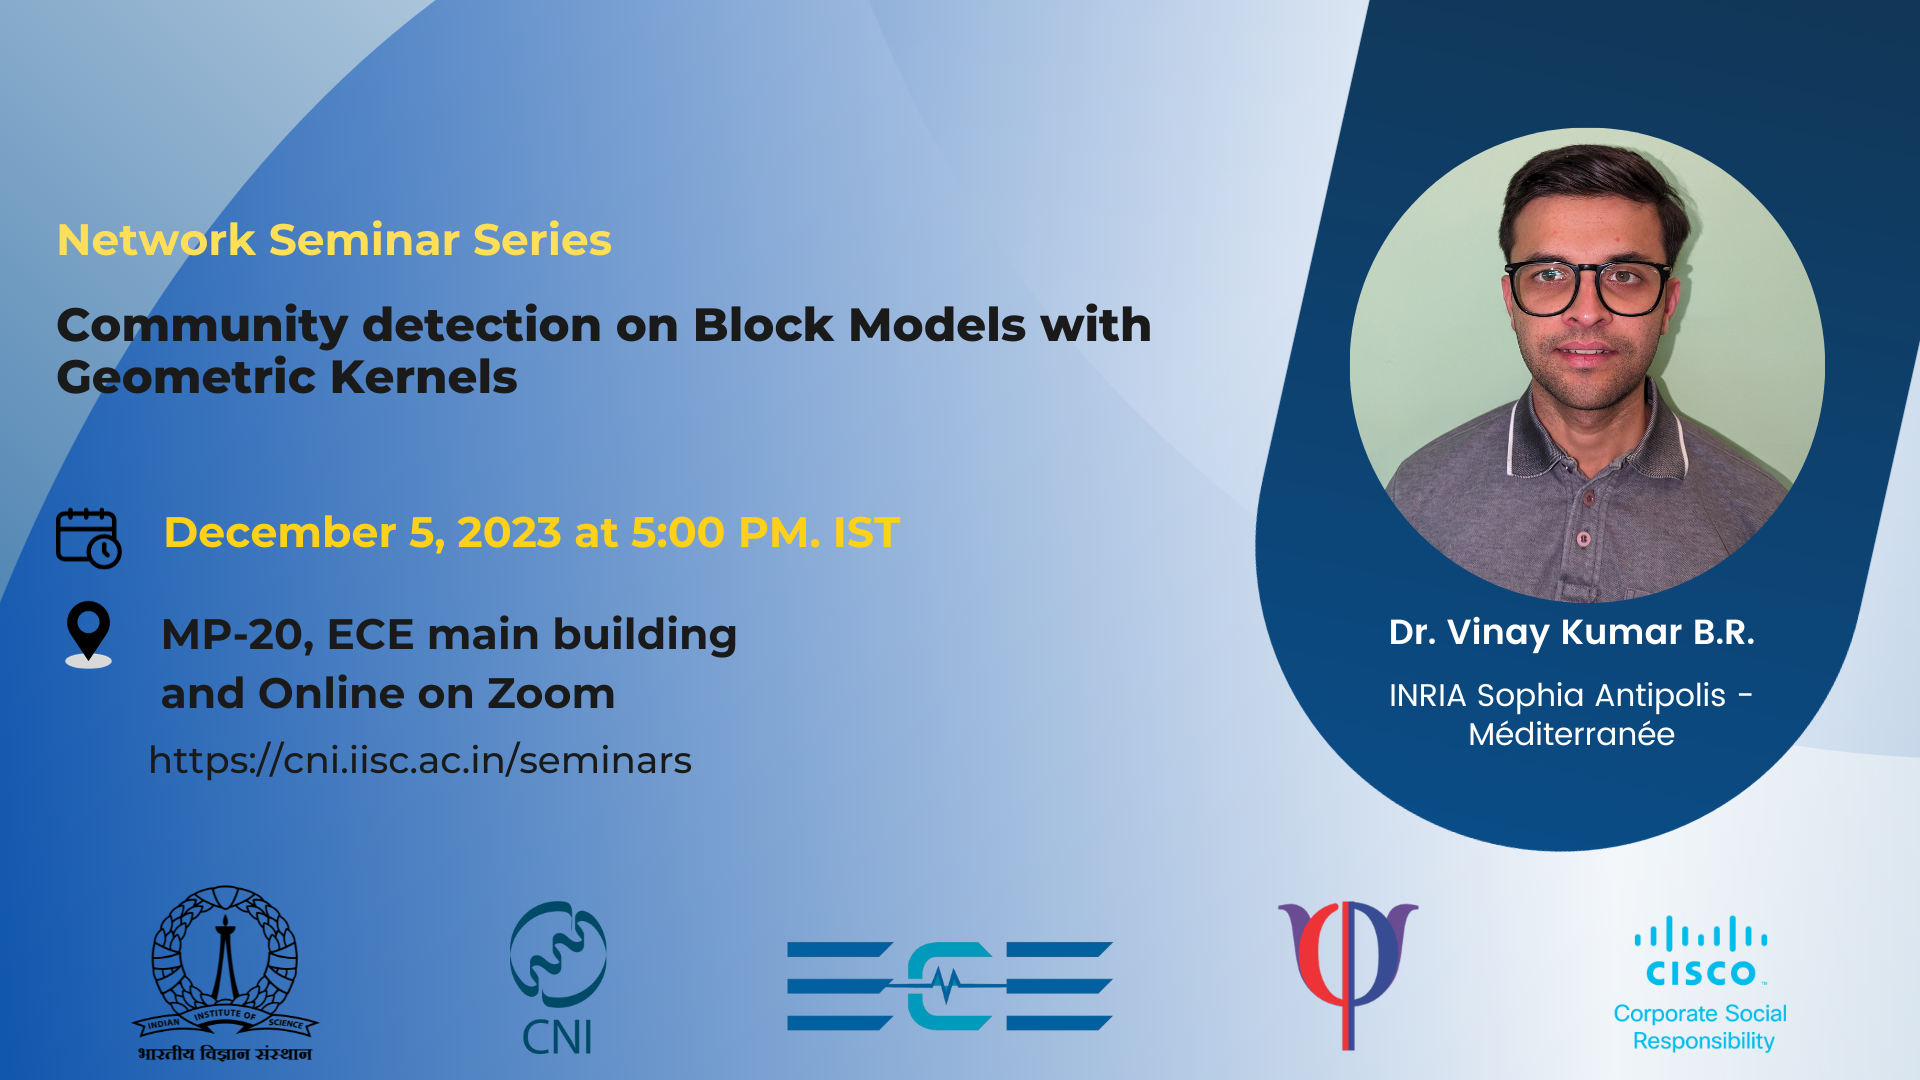 Network Seminar Series
Community detection on Block Models with
Geometric Kernels
December 5, 2023 at 5:00 PM. IST
MP-20, ECE main building
and Online on Zoom
https://cni.iisc.ac.in/seminars
Dr. Vinay Kumar B.R.
INRIA Sophia Antipolis -
Méditerranée
INDIAN INSTITUTE OF SCIENCE
भारतीय विज्ञान संस्थान
CNI
ECE
CISCO
Corporate Social
Responsibility